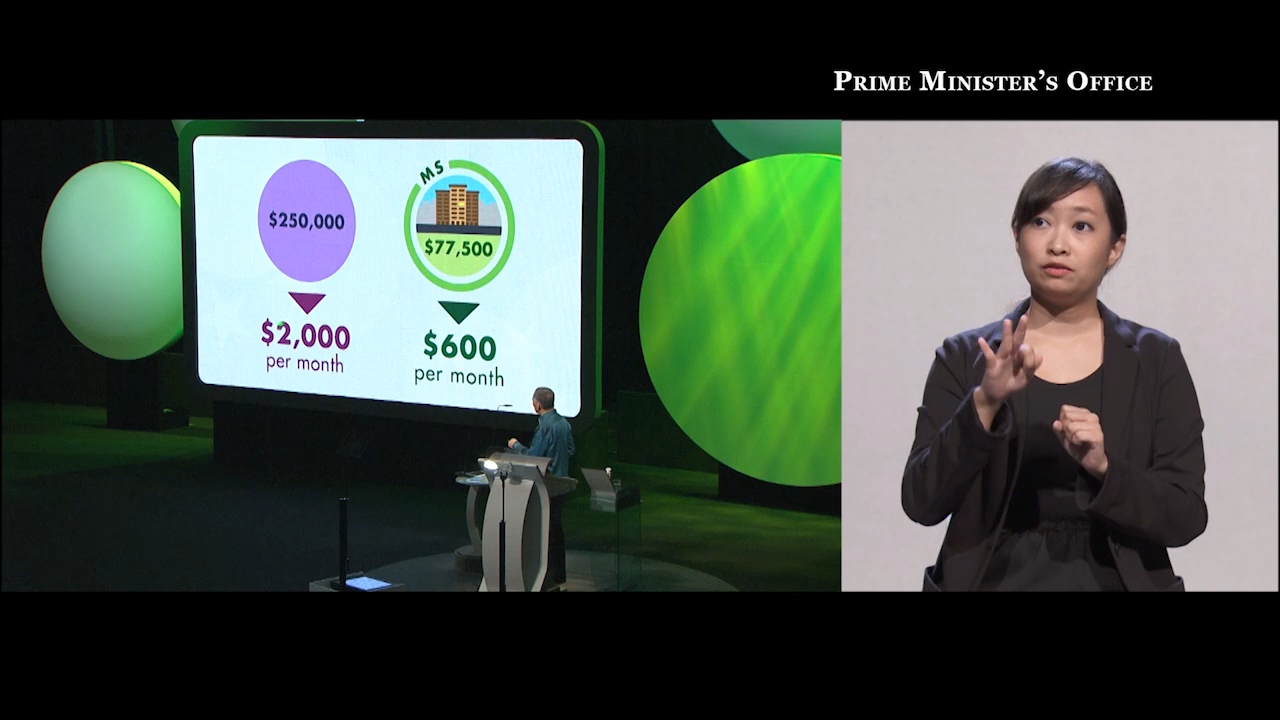 PRIME MINISTER'S OFFICE
$250,000
$2,000
per month
MS
$77,500
$600
per month